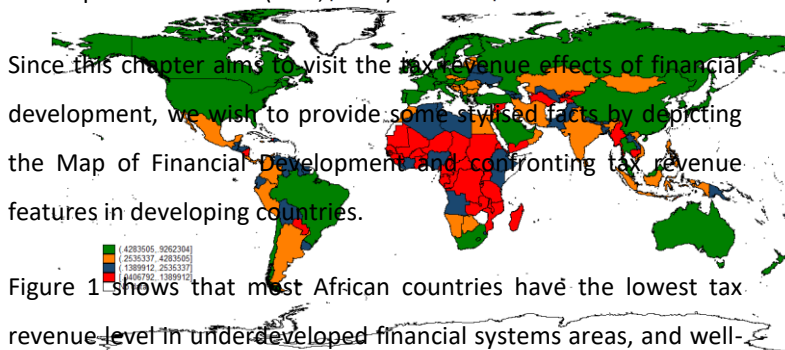 Since this chapter aims to visit the tax revenue effects of financial
development, we wish to provide some stylised facts by depicting
the Map of Financial Development and confronting tax revenue
features in developing countries.
(.4283505,.9262304]
(.2535337,.4283505]
(.1389912,.2535337]
.0406792,.1389912]
Figure 1 shows that most African countries have the lowest tax
revenue level in underdeveloped financial systems areas, and well-